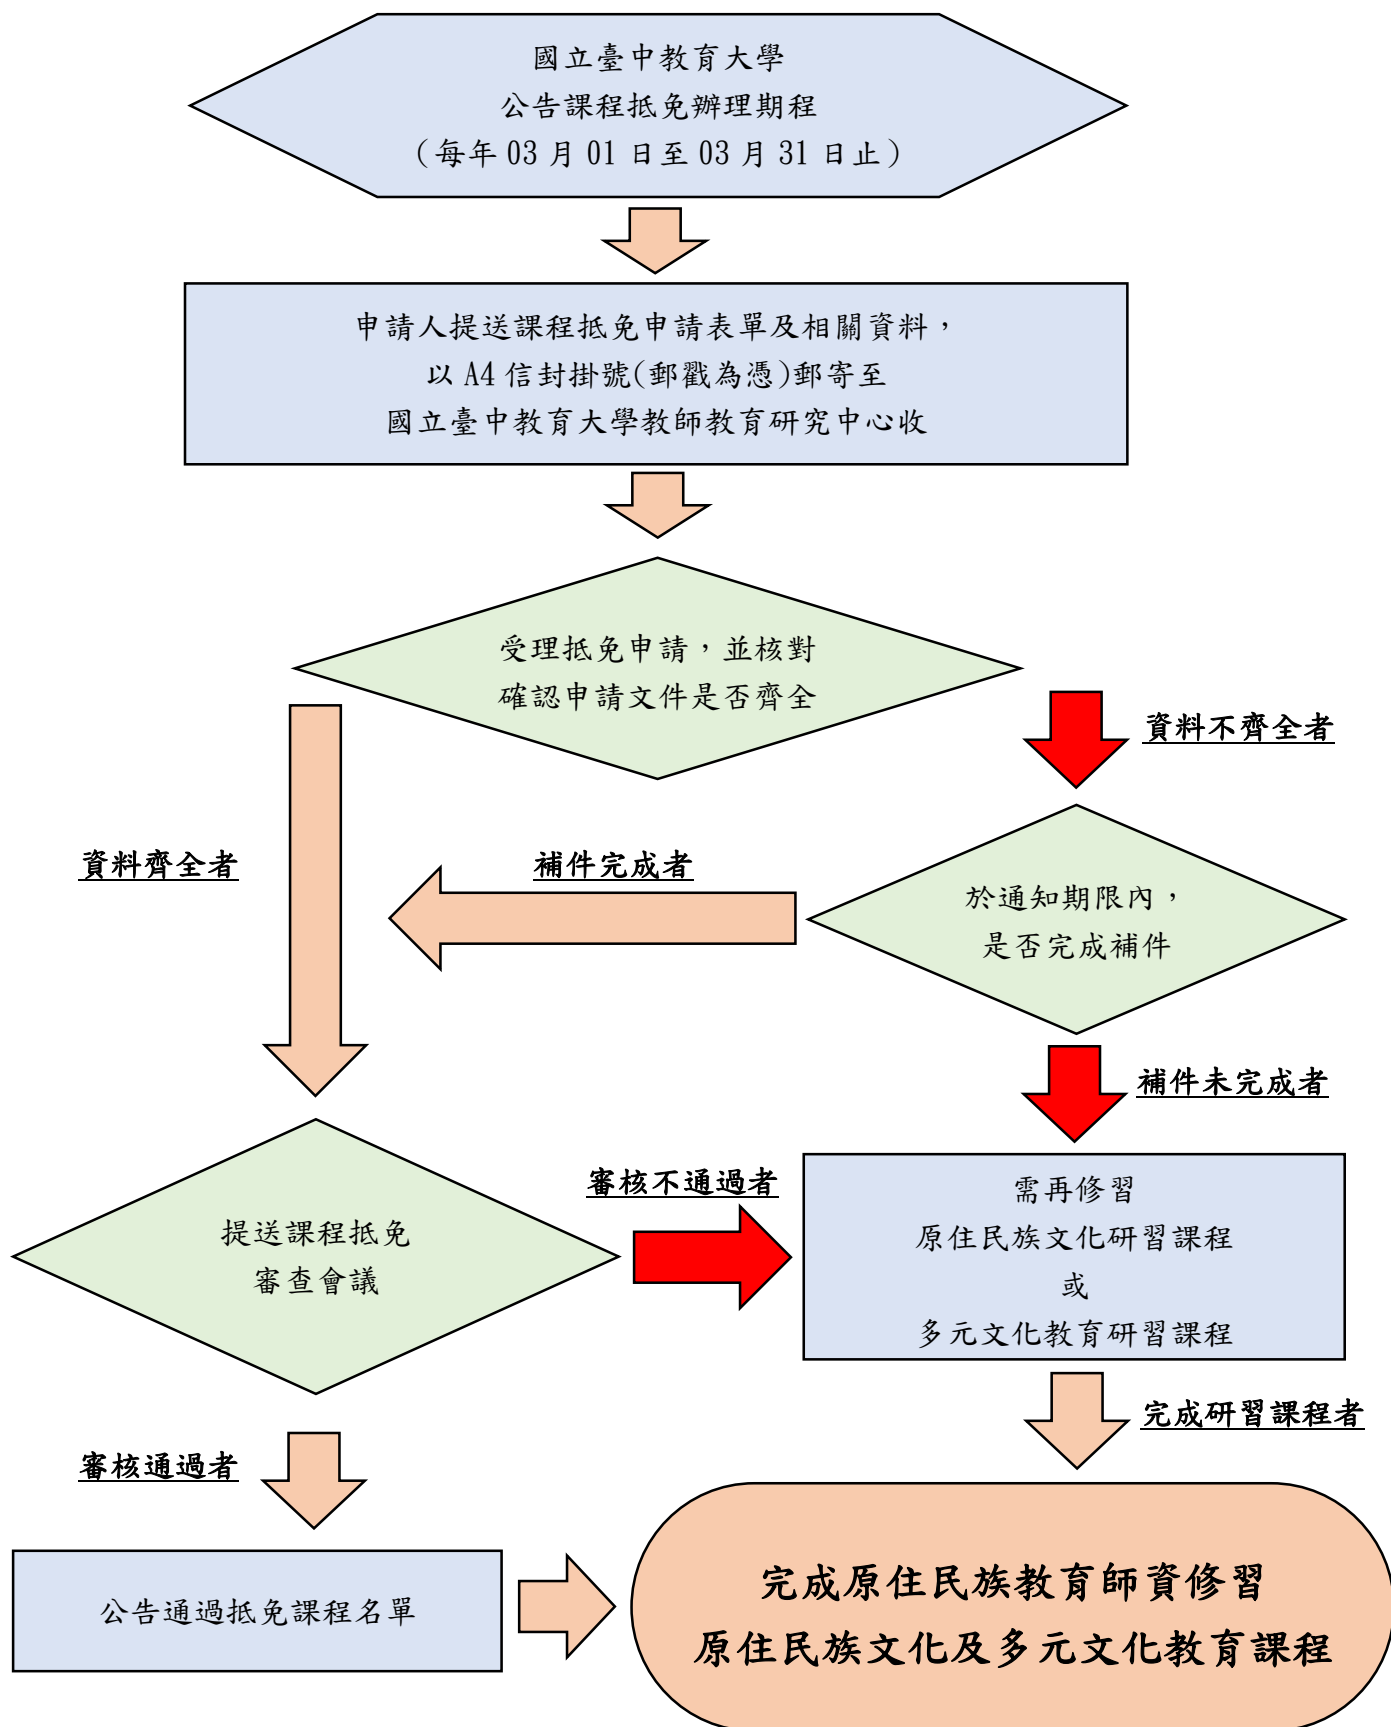 國立臺中教育大學
公告課程抵免辦理期程
（每年 03 月 01 日至 03 月 31 日止）
申請人提送課程抵免申請表單及相關資料，
以 A4 信封掛號(郵戳為憑)郵寄至
國立臺中教育大學教師教育研究中心收
受理抵免申請，並核對
確認申請文件是否齊全
資料不齊全者
資料齊全者
補件完成者
於通知期限內，
是否完成補件
補件未完成者
提送課程抵免
審查會議
審核不通過者
需再修習
原住民族文化研習課程
或
多元文化教育研習課程
完成研習課程者
審核通過者
公告通過抵免課程名單
完成原住民族教育師資修習
原住民族文化及多元文化教育課程